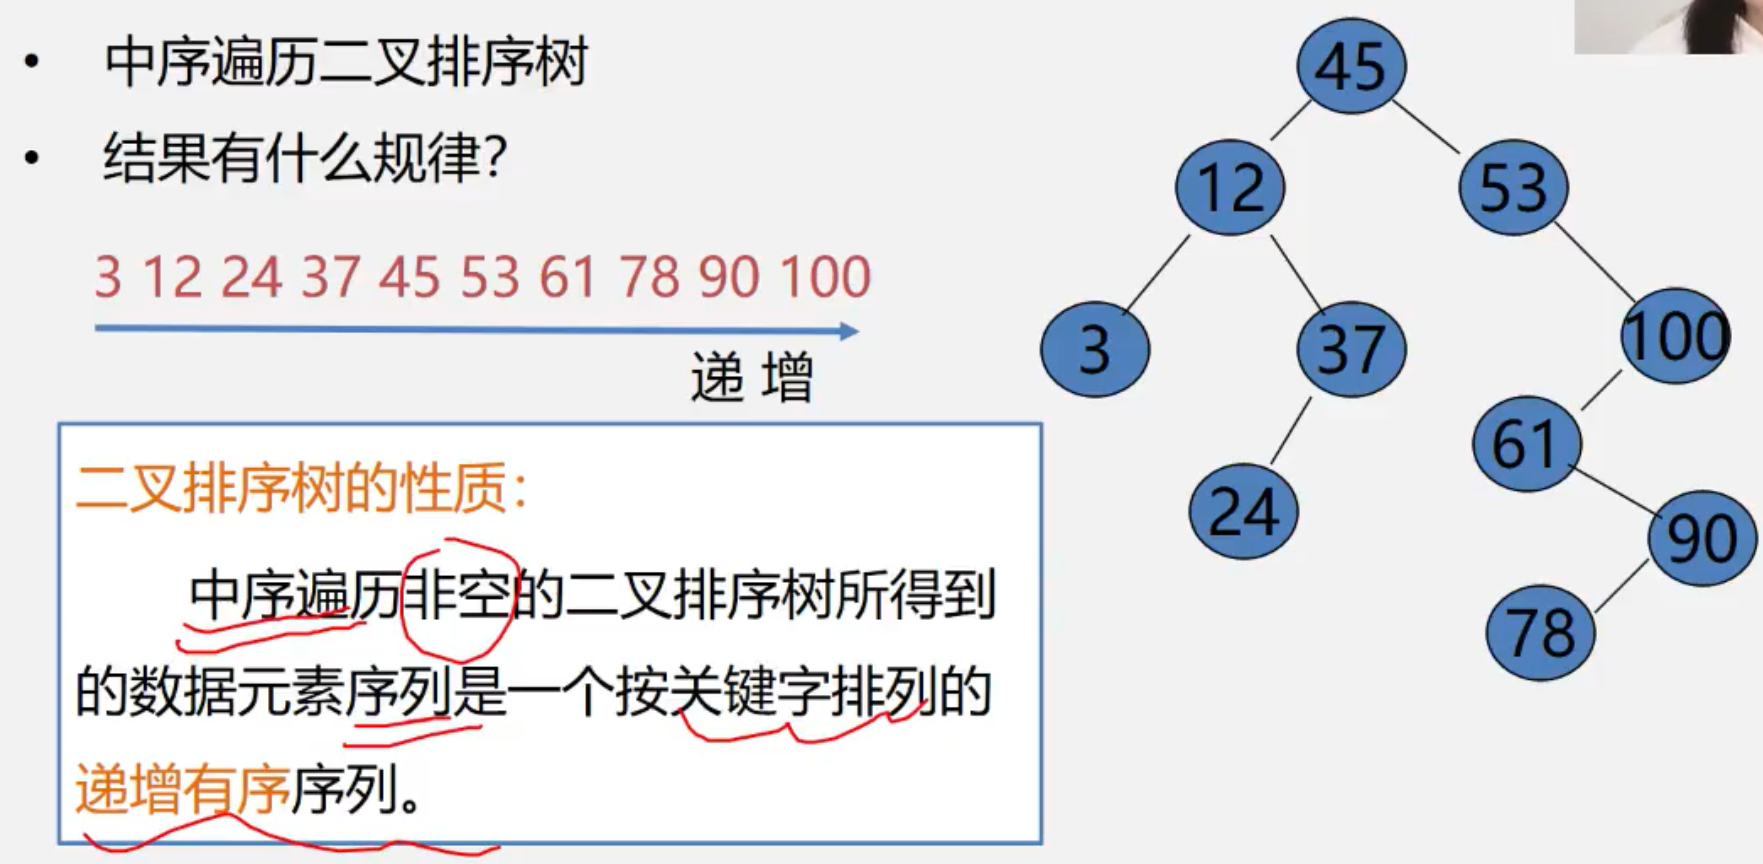 • 中序遍历二叉排序树
• 结果有什么规律？
3 12 24 37 45 53 61 78 90 100
递 增
二叉排序树的性质：
中序遍历非空的二叉排序树所得到
的数据元素序列是一个按关键字排列的
递增有序序列。
45
12
53
3
37
100
61
24
90
78